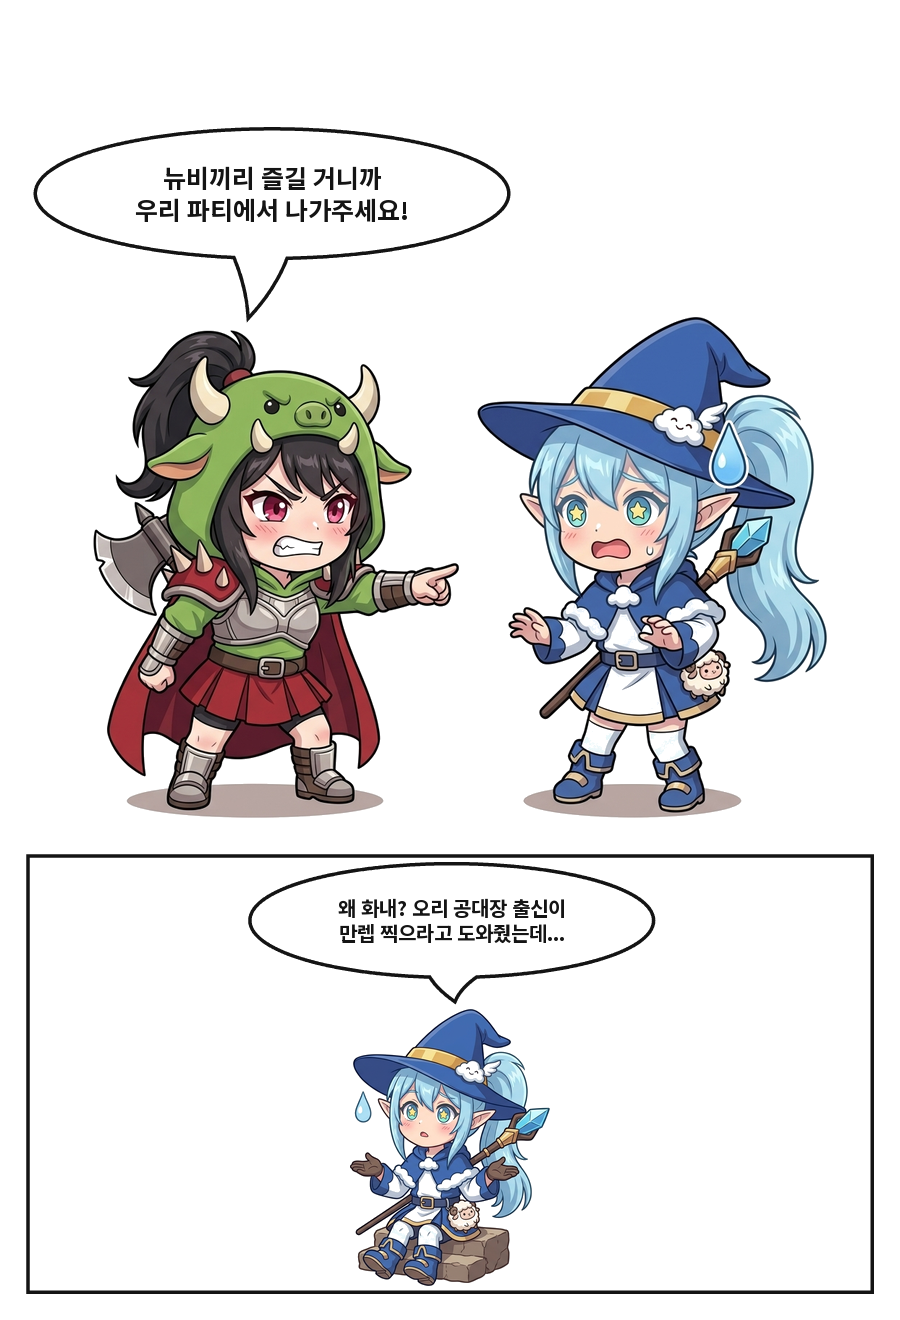 뉴비끼리 즐길 거니까
우리 파티에서 나가주세요!
왜 화내? 오리 공대장 출신이
만렙 찍으라고 도와줬는데...